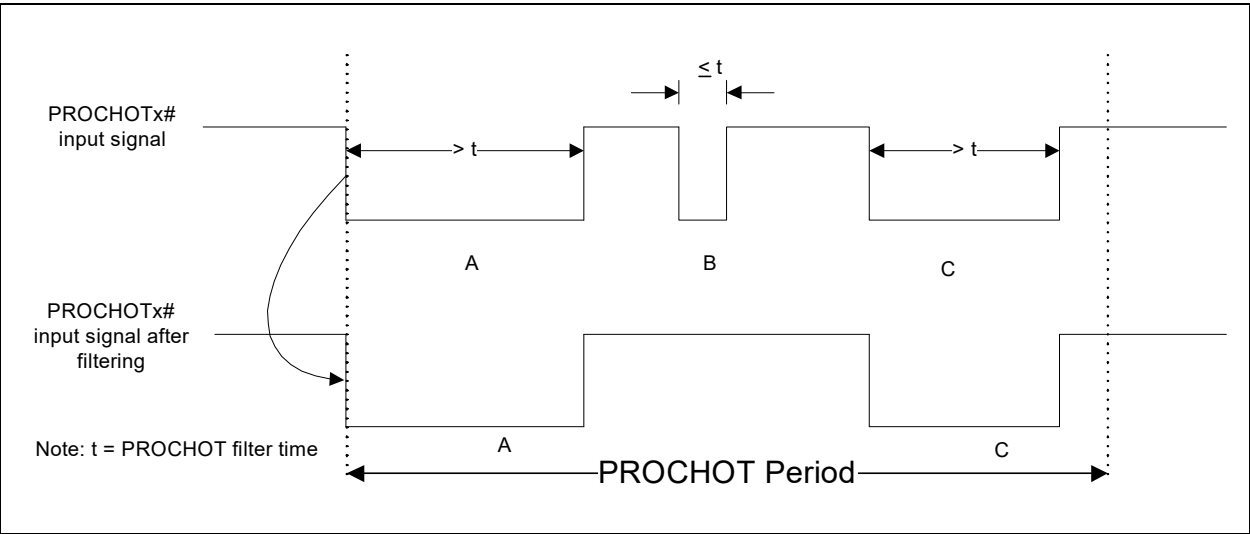 ≤ t
PROCHOTx#
input signal
> t
> t
A
B
C
PROCHOTx#
input signal after
filtering
Note: t = PROCHOT filter time
A
C
PROCHOT Period